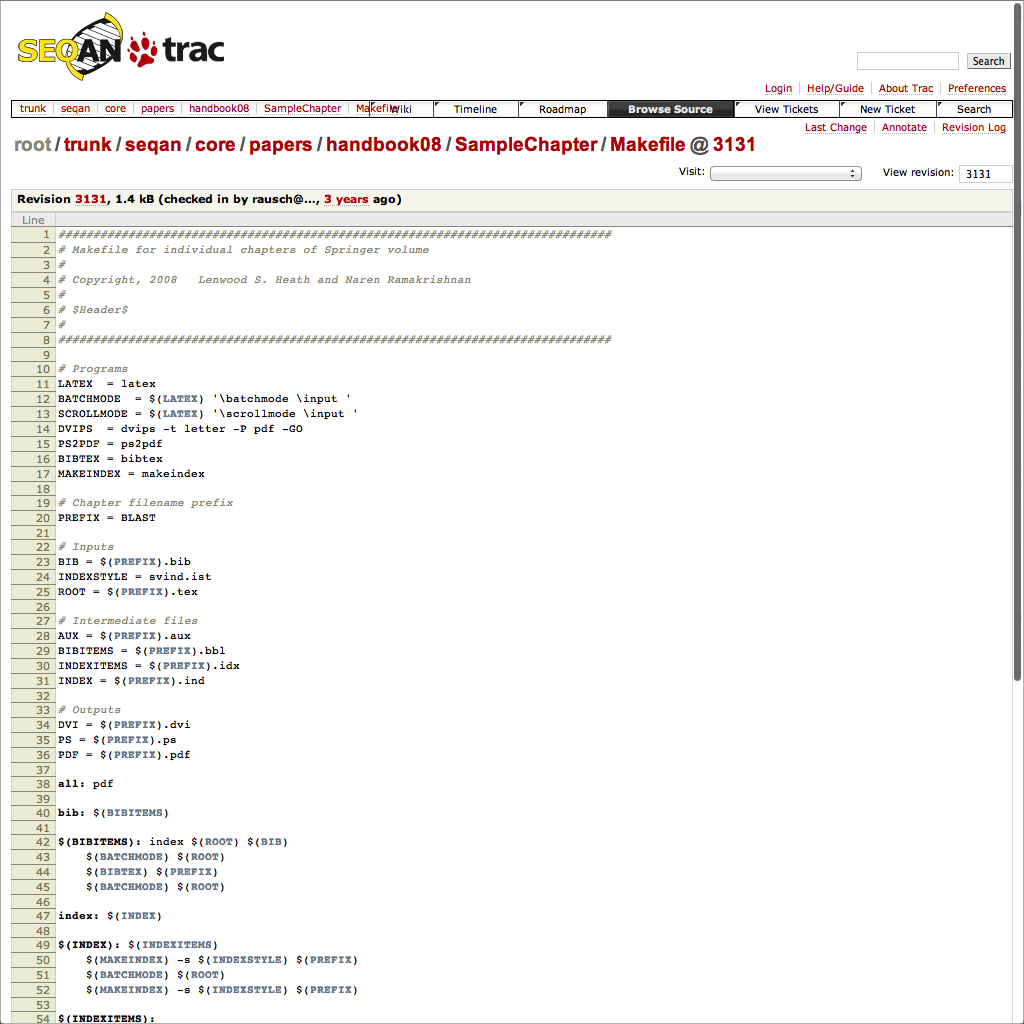 SEQAN trac
Search
Login Help/Guide About Trac Preferences
trunk seqan core papers handbook08 SampleChapter Makefile Wiki Timeline Roadmap Browse Source View Tickets New Ticket Search
Last Change Annotate Revision Log
root/trunk/seqan/core/papers/handbook08/SampleChapter/Makefile @ 3131
Visit: View revision: 3131
Revision 3131, 1.4 kB (checked in by rausch@..., 3 years ago)
Line
1 ###############################################################################
2 # Makefile for individual chapters of Springer volume
3 #
4 # Copyright, 2008   Lenwood S. Heath and Naren Ramakrishnan
5 #
6 # $Header$
7 #
8 ###############################################################################
9
10 # Programs
11 LATEX  = latex
12 BATCHMODE  = $(LATEX) '\batchmode \input '
13 SCROLLMODE = $(LATEX) '\scrollmode \input '
14 DVIPS  = dvips -t letter -P pdf -G0
15 PS2PDF = ps2pdf
16 BIBTEX = bibtex
17 MAKEINDEX = makeindex
18
19 # Chapter filename prefix
20 PREFIX = BLAST
21
22 # Inputs
23 BIB = $(PREFIX).bib
24 INDEXSTYLE = svind.ist
25 ROOT = $(PREFIX).tex
26
27 # Intermediate files
28 AUX = $(PREFIX).aux
29 BIBITEMS = $(PREFIX).bbl
30 INDEXITEMS = $(PREFIX).idx
31 INDEX = $(PREFIX).ind
32
33 # Outputs
34 DVI = $(PREFIX).dvi
35 PS = $(PREFIX).ps
36 PDF = $(PREFIX).pdf
37
38 all: pdf
39
40 bib: $(BIBITEMS)
41
42 $(BIBITEMS): index $(ROOT) $(BIB)
43     $(BATCHMODE) $(ROOT)
44     $(BIBTEX) $(PREFIX)
45     $(BATCHMODE) $(ROOT)
46
47 index: $(INDEX)
48
49 $(INDEX): $(INDEXITEMS)
50     $(MAKEINDEX) -s $(INDEXSTYLE) $(PREFIX)
51     $(BATCHMODE) $(ROOT)
52     $(MAKEINDEX) -s $(INDEXSTYLE) $(PREFIX)
53
54 $(INDEXITEMS):